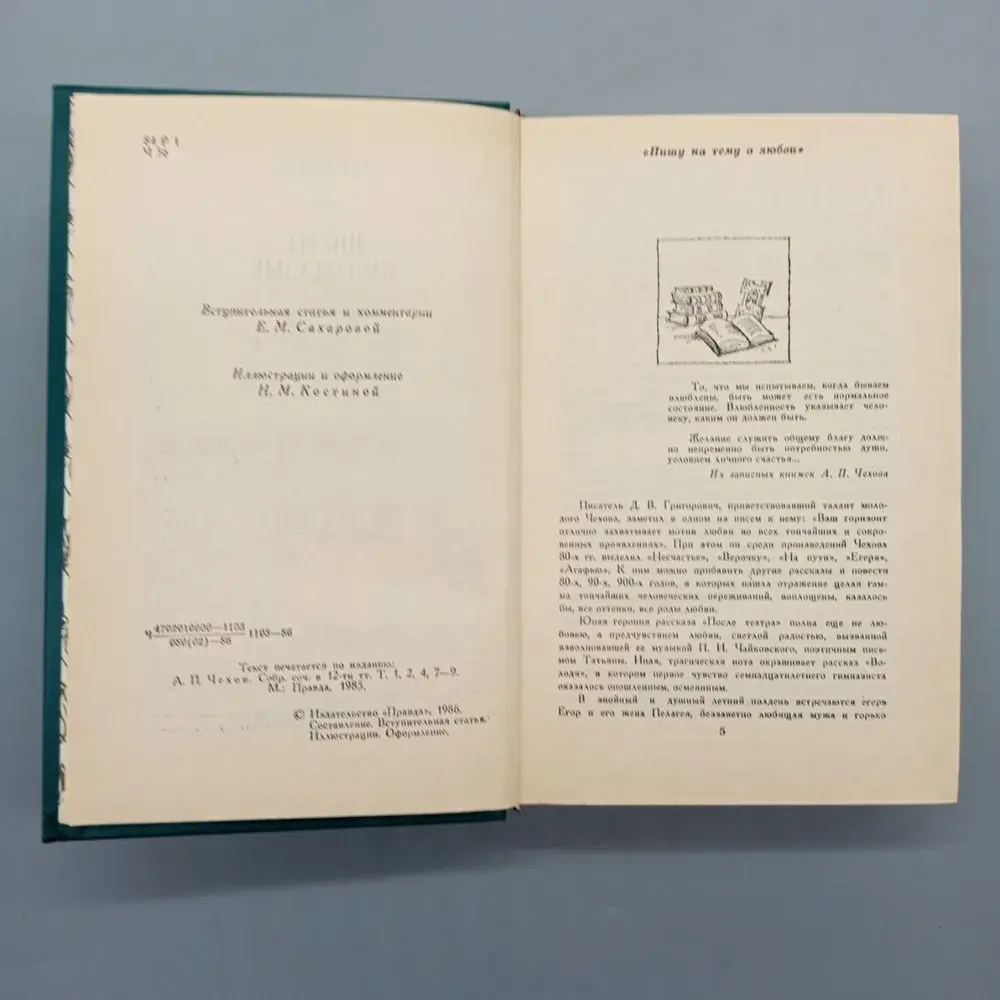 84 Р 1
Ч 56
Вступительная статья и комментарии
Е. М. Сахаровой
Иллюстрации и оформление
Н. М. Костиной
Ч 4702010000—1103 1103—86
080(02)—86
Текст печатается по изданию:
А. П. Чехов. Собр. соч. в 12-ти тт. Т. 1, 2, 4, 7—9.
М.: Правда, 1985.
© Издательство «Правда», 1986.
Составление. Вступительная статья.
Иллюстрации. Оформление.
«Пишу на тему о любви»
То, что мы испытываем, когда бываем
влюблены, быть может есть нормальное
состояние. Влюбленность указывает чело-
веку, каким он должен быть.
Желание служить общему благу долж-
но непременно быть потребностью души,
условием личного счастья...
Из записных книжек А. П. Чехова
Писатель Д. В. Григорович, приветствовавший талант моло-
дого Чехова, заметил в одном из писем к нему: «Ваш горизонт
отлично захватывает мотив любви во всех тончайших и сокро-
венных проявлениях». При этом он среди произведений Чехова
80-х гг. выделил «Несчастье», «Верочку», «На пути», «Егеря»,
«Агафью». К ним можно прибавить другие рассказы и повести
80-х, 90-х, 900-х годов, в которых нашла отражение целая гам-
ма тончайших человеческих переживаний, воплощены, казалось
бы, все оттенки, все роды любви.
Юная героиня рассказа «После театра» полна еще не лю-
бовью, а предчувствием любви, светлой радостью, вызванной
взволновавшей ее музыкой П. И. Чайковского, поэтичным пись-
мом Татьяны. Иная, трагическая нота окрашивает рассказ «Во-
лодя», в котором первое чувство семнадцатилетнего гимназиста
оказалось опошленным, осмеянным.
В знойный и душный летний полдень встречаются егерь
Егор и его жена Пелагея, беззаветно любящая мужа и горько
5